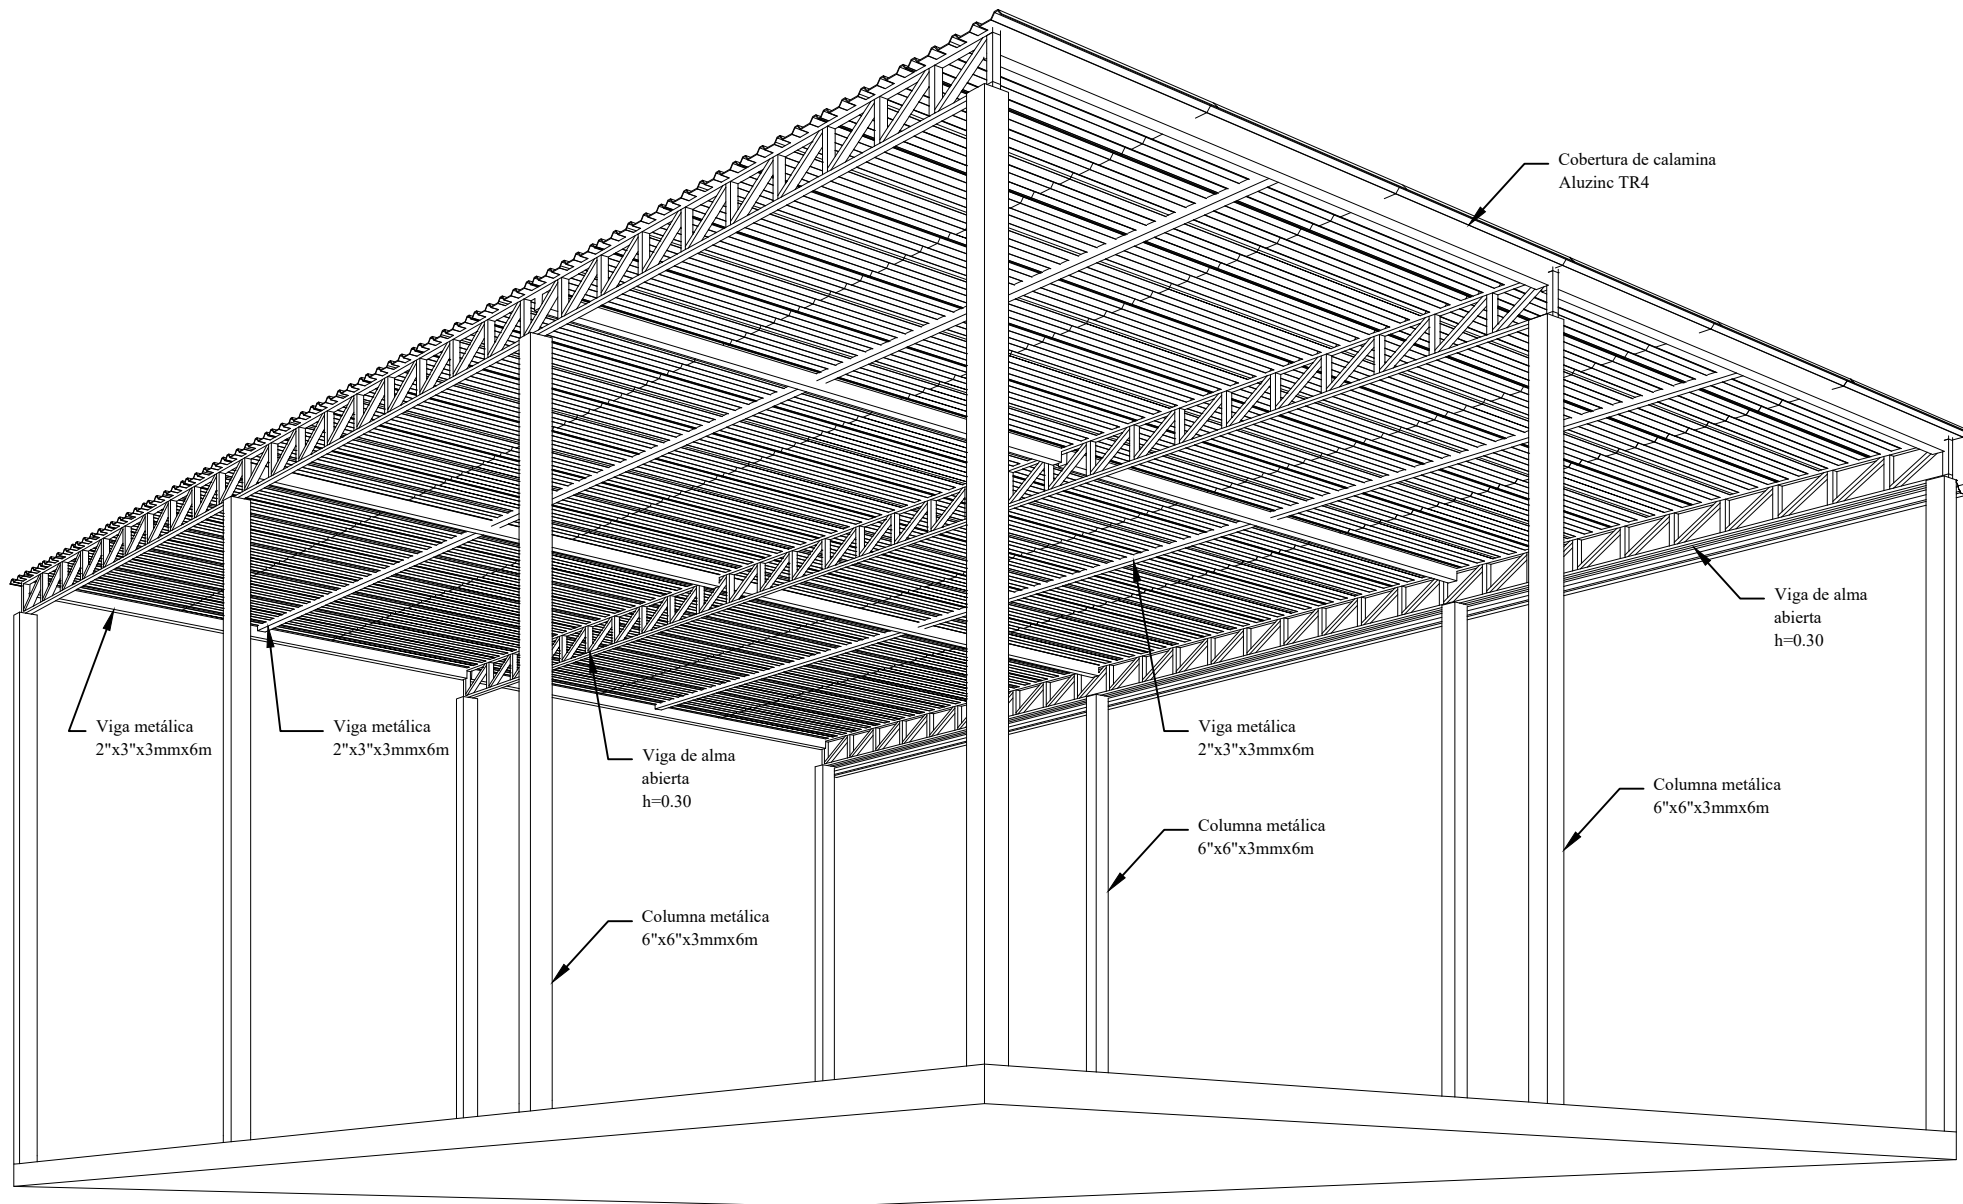 Cobertura de calamina
Aluzinc TR4
Viga de alma
abierta
h=0.30
Viga metálica
2"x3"x3mmx6m
Viga metálica
2"x3"x3mmx6m
Viga de alma
abierta
h=0.30
Viga metálica
2"x3"x3mmx6m
Columna metálica
6"x6"x3mmx6m
Columna metálica
6"x6"x3mmx6m
Columna metálica
6"x6"x3mmx6m